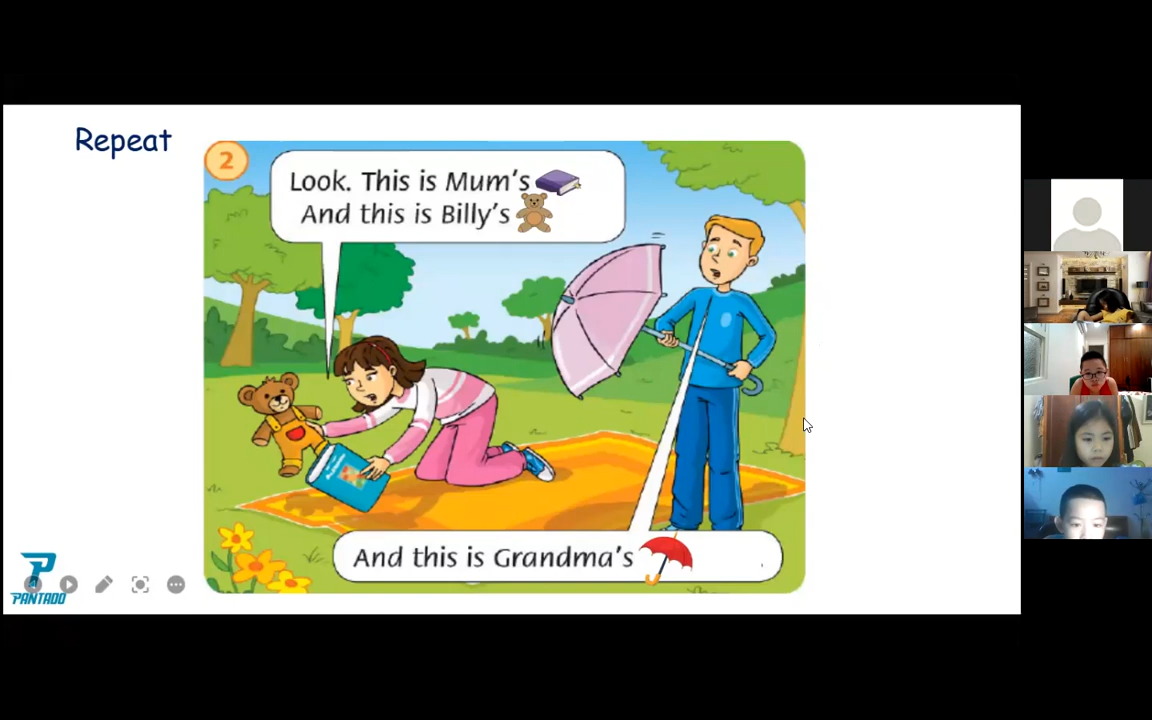 Repeat
2
Look. This is Mum's
And this is Billy's
And this is Grandma's
PANTADO